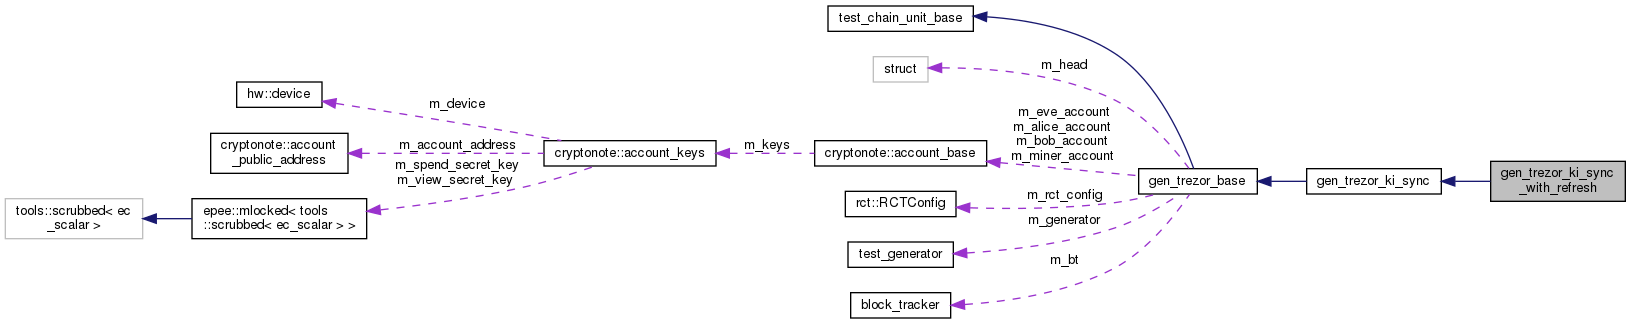 test_chain_unit_base
struct
m_head
hw::device
m_device
m_eve_account
m_alice_account
m_bob_account
m_miner_account
cryptonote::account
_public_address
m_account_address
cryptonote::account_keys
m_keys
cryptonote::account_base
m_spend_secret_key
m_view_secret_key
gen_trezor_base
gen_trezor_ki_sync
gen_trezor_ki_sync
_with_refresh
tools::scrubbed< ec
_scalar >
epee::mlocked< tools
::scrubbed< ec_scalar > >
rct::RCTConfig
m_rct_config
m_generator
test_generator
m_bt
block_tracker